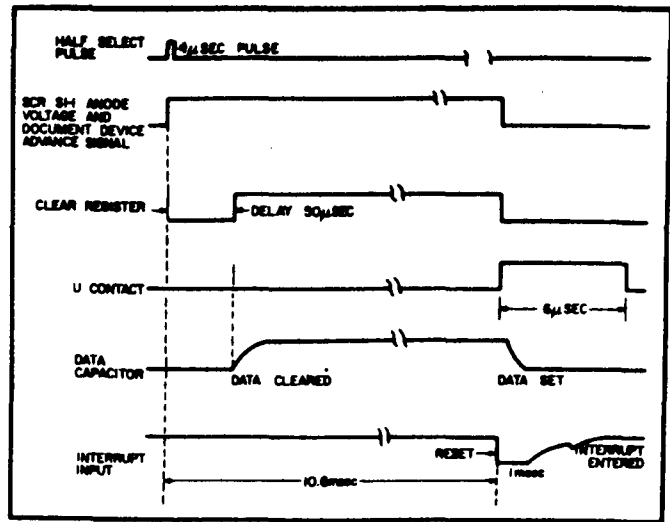 HALF SELECT
PULSE
4μSEC PULSE
SCR SH ANODE
VOLTAGE AND
DOCUMENT DEVICE
ADVANCE SIGNAL
CLEAR REGISTER
DELAY 90μSEC
U CONTACT
6μSEC
DATA
CAPACITOR
DATA CLEARED
DATA SET
INTERRUPT
INPUT
RESET
1msec
INTERRUPT
ENTERED
10.8msec